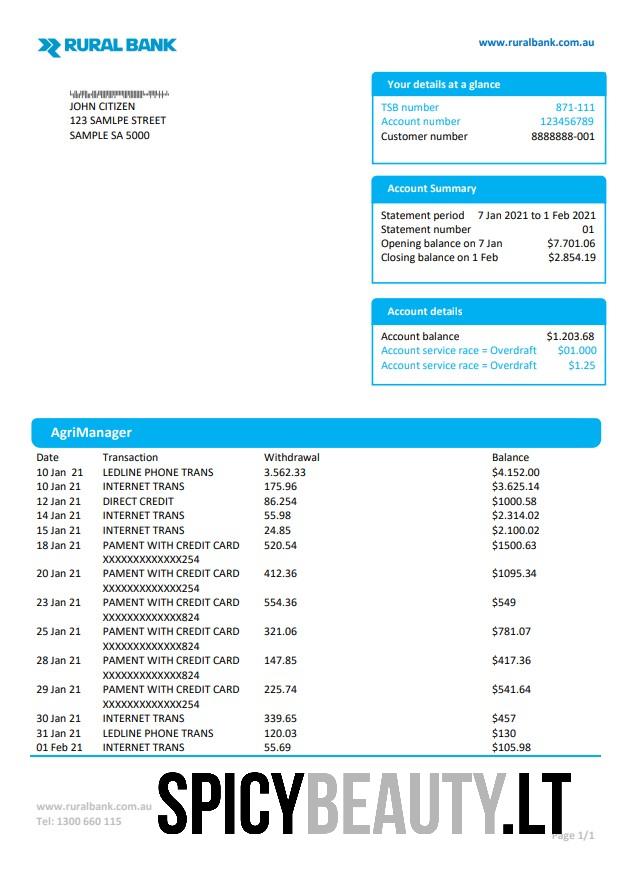 RURAL BANK
www.ruralbank.com.au
JOHN CITIZEN
123 SAMLPE STREET
SAMPLE SA 5000
Your details at a glance
TSB number 871-111
Account number 123456789
Customer number 8888888-001
Account Summary
Statement period 7 Jan 2021 to 1 Feb 2021
Statement number 01
Opening balance on 7 Jan $7.701.06
Closing balance on 1 Feb $2.854.19
Account details
Account balance $1.203.68
Account service race = Overdraft $01.000
Account service race = Overdraft $1.25
AgriManager
Date Transaction Withdrawal Balance
10 Jan 21 LEDLINE PHONE TRANS 3.562.33 $4.152.00
10 Jan 21 INTERNET TRANS 175.96 $3.625.14
12 Jan 21 DIRECT CREDIT 86.254 $1000.58
14 Jan 21 INTERNET TRANS 55.98 $2.314.02
15 Jan 21 INTERNET TRANS 24.85 $2.100.02
18 Jan 21 PAMENT WITH CREDIT CARD 520.54 $1500.63
XXXXXXXXXXXXX254
20 Jan 21 PAMENT WITH CREDIT CARD 412.36 $1095.34
XXXXXXXXXXXXX254
23 Jan 21 PAMENT WITH CREDIT CARD 554.36 $549
XXXXXXXXXXXXX824
25 Jan 21 PAMENT WITH CREDIT CARD 321.06 $781.07
XXXXXXXXXXXXX824
28 Jan 21 PAMENT WITH CREDIT CARD 147.85 $417.36
XXXXXXXXXXXXX824
29 Jan 21 PAMENT WITH CREDIT CARD 225.74 $541.64
XXXXXXXXXXXXX254
30 Jan 21 INTERNET TRANS 339.65 $457
31 Jan 21 LEDLINE PHONE TRANS 120.03 $130
01 Feb 21 INTERNET TRANS 55.69 $105.98
SPICYBEAUTY.LT
www.ruralbank.com.au
Tel: 1300 660 115
Page 1/1